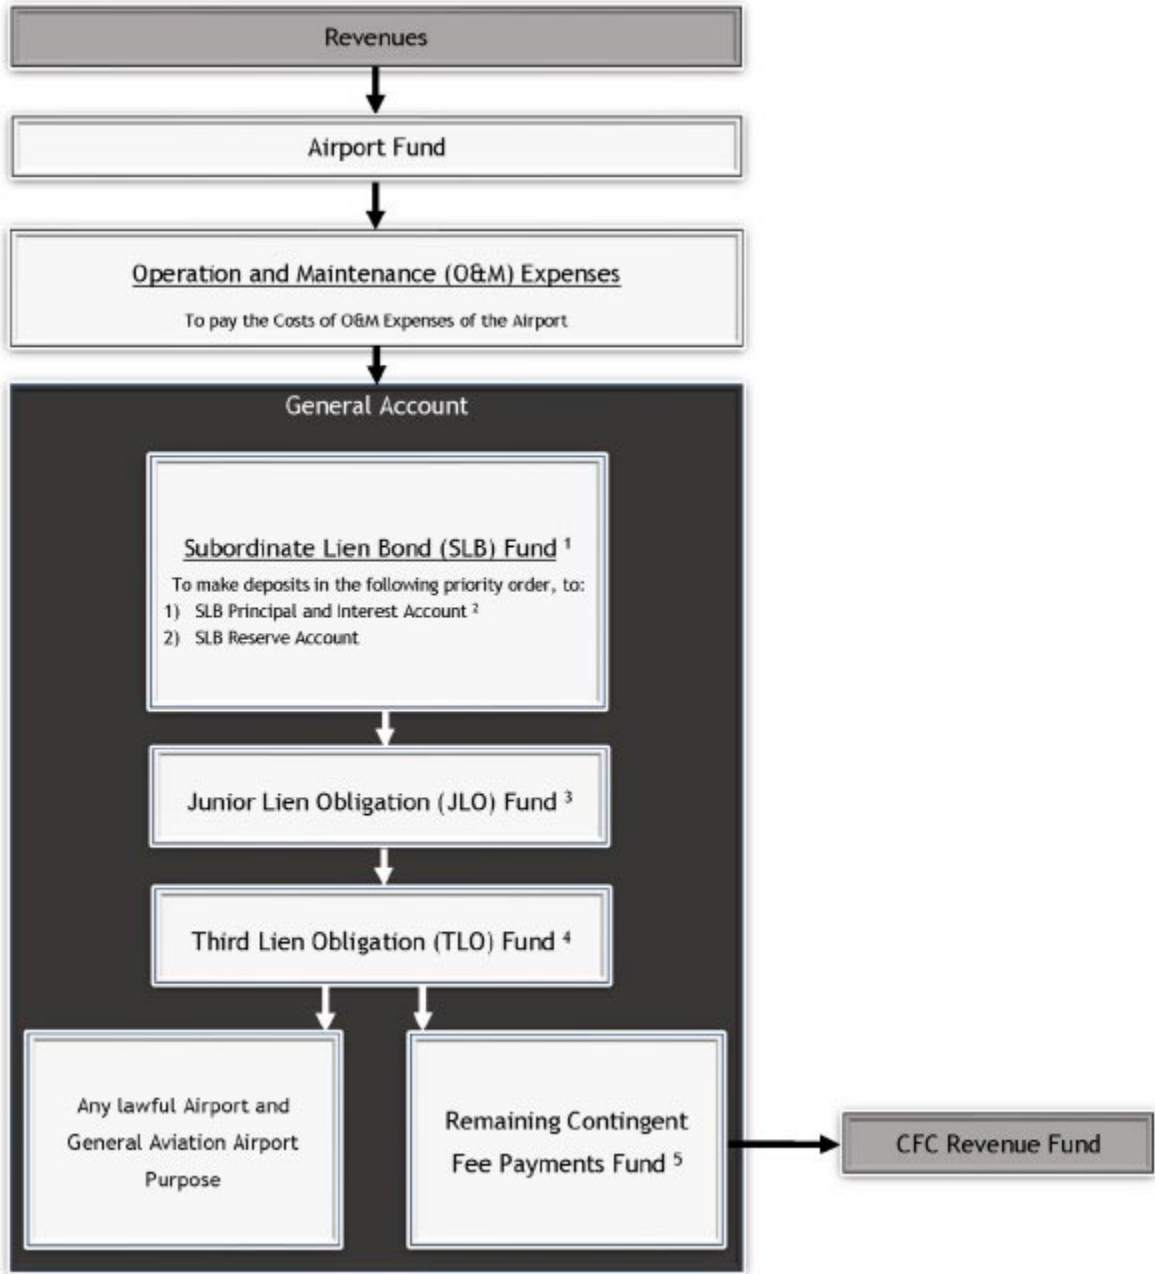 Revenues
Airport Fund
Operation and Maintenance (O&M) Expenses
To pay the Costs of O&M Expenses of the Airport
General Account
Subordinate Lien Bond (SLB) Fund ¹
To make deposits in the following priority order, to:
1) SLB Principal and Interest Account ²
2) SLB Reserve Account
Junior Lien Obligation (JLO) Fund ³
Third Lien Obligation (TLO) Fund ⁴
Any lawful Airport and
General Aviation Airport
Purpose
Remaining Contingent
Fee Payments Fund ⁵
CFC Revenue Fund